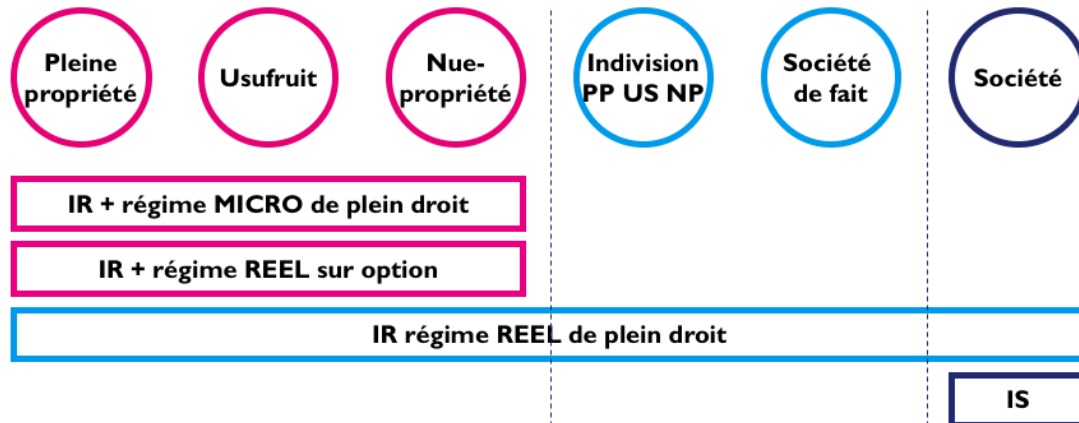 Pleine
propriété
Usufruit
Nue-
propriété
Indivision
PP US NP
Société
de fait
Société
IR + régime MICRO de plein droit
IR + régime REEL sur option
IR régime REEL de plein droit
IS